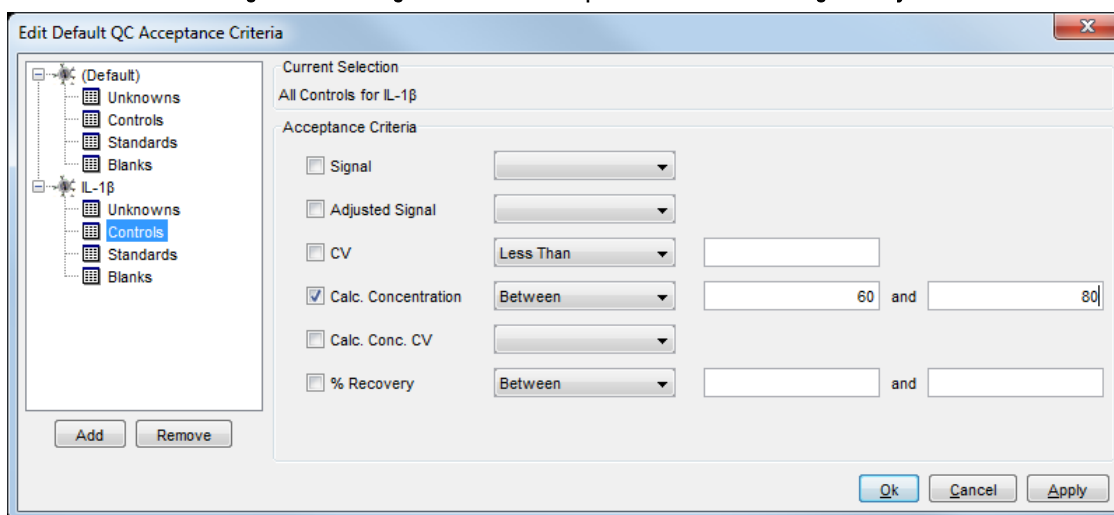 Edit Default QC Acceptance Criteria
X
(Default)
Unknowns
Controls
Standards
Blanks
IL-1β
Unknowns
Controls
Standards
Blanks
Add Remove
Current Selection
All Controls for IL-1β
Acceptance Criteria
Signal
Adjusted Signal
CV Less Than
Calc. Concentration Between 60 and 80
Calc. Conc. CV
% Recovery Between and
Ok Cancel Apply